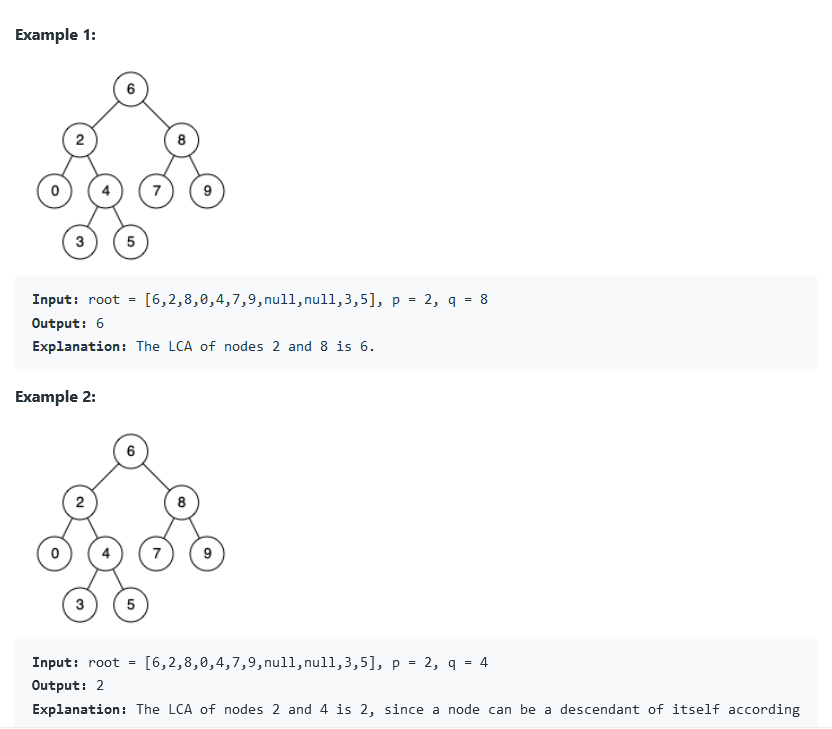 Example 1:
6
2 8
0 4 7 9
3 5
Input: root = [6,2,8,0,4,7,9,null,null,3,5], p = 2, q = 8
Output: 6
Explanation: The LCA of nodes 2 and 8 is 6.
Example 2:
6
2 8
0 4 7 9
3 5
Input: root = [6,2,8,0,4,7,9,null,null,3,5], p = 2, q = 4
Output: 2
Explanation: The LCA of nodes 2 and 4 is 2, since a node can be a descendant of itself according